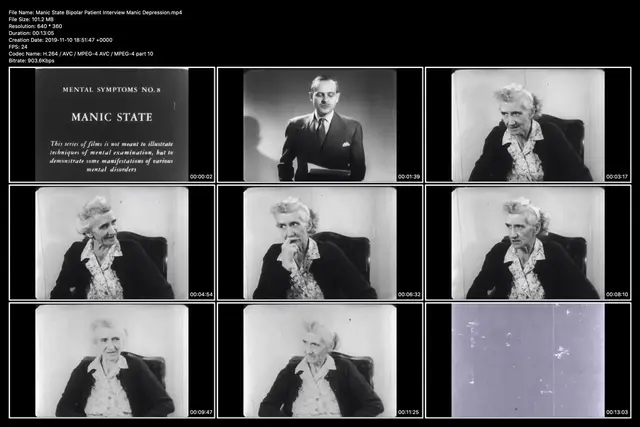 File Name: Manic State Bipolar Patient Interview Manic Depression.mp4
File Size: 101.2 MB
Resolution: 640 * 360
Duration: 00:13:05
Creation Date: 2019-11-10 18:51:47 +0000
FPS: 24
Codec Name: H.264 / AVC / MPEG-4 AVC / MPEG-4 part 10
Bitrate: 903.6Kbps
MENTAL SYMPTOMS NO.8
MANIC STATE
This series of films is not meant to illustrate
techniques of mental examination, but to
demonstrate some manifestations of various
mental disorders
00:00:02
00:01:39
00:03:17
00:04:54
00:06:32
00:08:10
00:09:47
00:11:25
00:13:03